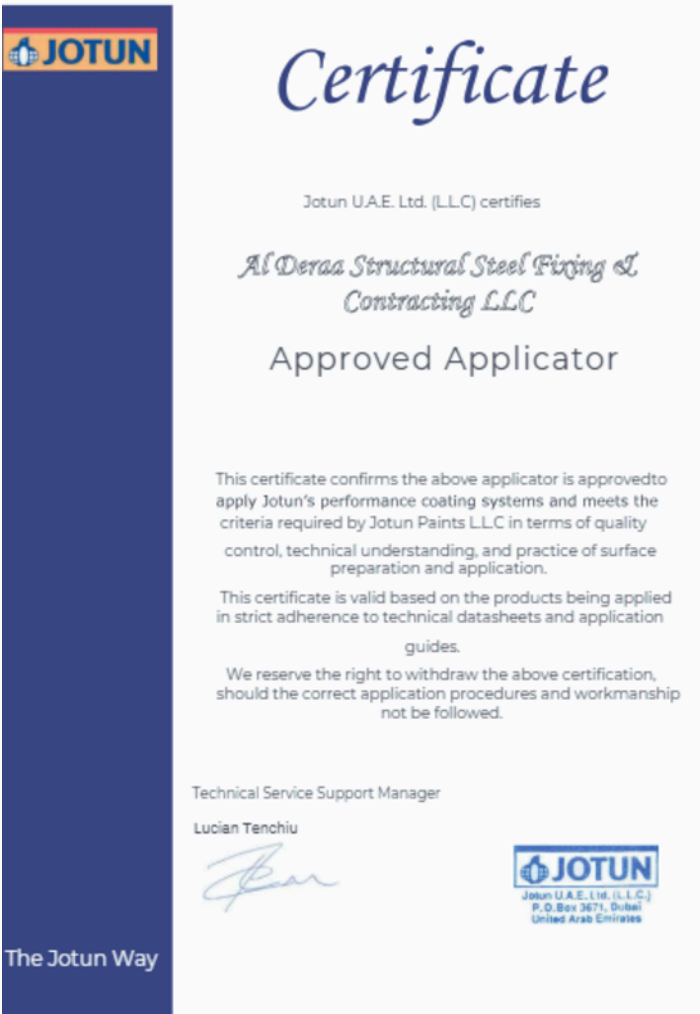 JOTUN
Certificate
Jotun U.A.E. Ltd. (L.L.C) certifies
Al Deraa Structural Steel Fixing &
Contracting LLC
Approved Applicator
This certificate confirms the above applicator is approvedto
apply Jotun's performance coating systems and meets the
criteria required by Jotun Paints L.L.C in terms of quality
control, technical understanding, and practice of surface
preparation and application.
This certificate is valid based on the products being applied
in strict adherence to technical datasheets and application
guides.
We reserve the right to withdraw the above certification,
should the correct application procedures and workmanship
not be followed.
Technical Service Support Manager
Lucian Tenchiu
JOTUN
Jotun U.A.E. Ltd. (L.L.C.)
P.O.Box 3671, Dubai
United Arab Emirates
The Jotun Way